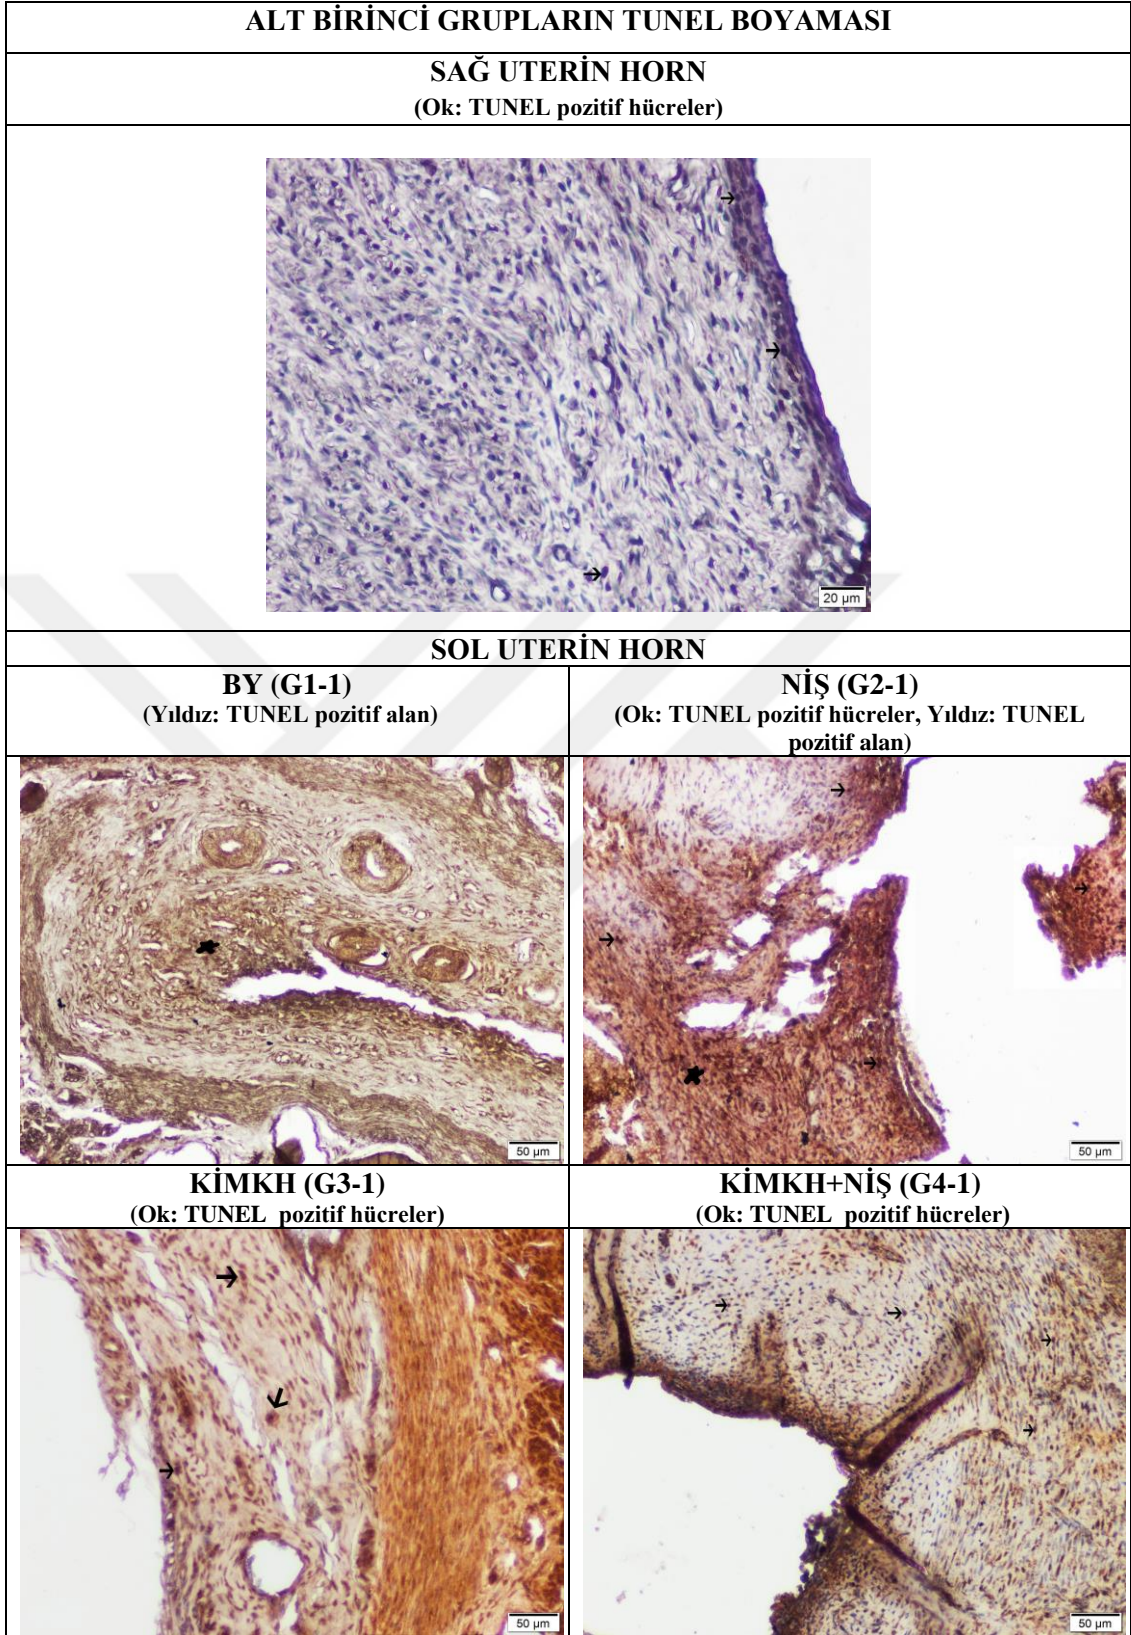 ALT BİRİNCİ GRUPLARIN TUNEL BOYAMASI
SAĞ UTERİN HORN
(Ok: TUNEL pozitif hücreler)
20 µm
SOL UTERİN HORN
BY (G1-1)
(Yıldız: TUNEL pozitif alan)
NİŞ (G2-1)
(Ok: TUNEL pozitif hücreler, Yıldız: TUNEL
pozitif alan)
50 µm
50 µm
KİMKH (G3-1)
(Ok: TUNEL pozitif hücreler)
KİMKH+NİŞ (G4-1)
(Ok: TUNEL pozitif hücreler)
50 µm
50 µm